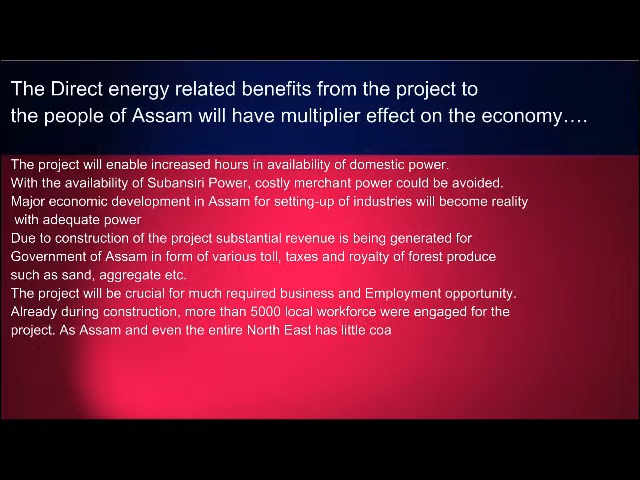 The Direct energy related benefits from the project to
the people of Assam will have multiplier effect on the economy….
The project will enable increased hours in availability of domestic power.
With the availability of Subansiri Power, costly merchant power could be avoided.
Major economic development in Assam for setting-up of industries will become reality
with adequate power
Due to construction of the project substantial revenue is being generated for
Government of Assam in form of various toll, taxes and royalty of forest produce
such as sand, aggregate etc.
The project will be crucial for much required business and Employment opportunity.
Already during construction, more than 5000 local workforce were engaged for the
project. As Assam and even the entire North East has little coa